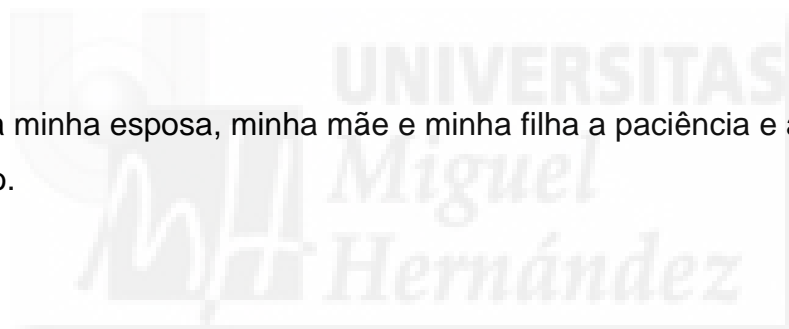 UNIVERSITAS
a minha esposa, minha mãe e minha filha a paciência e a
o.
Miguel
Hernández